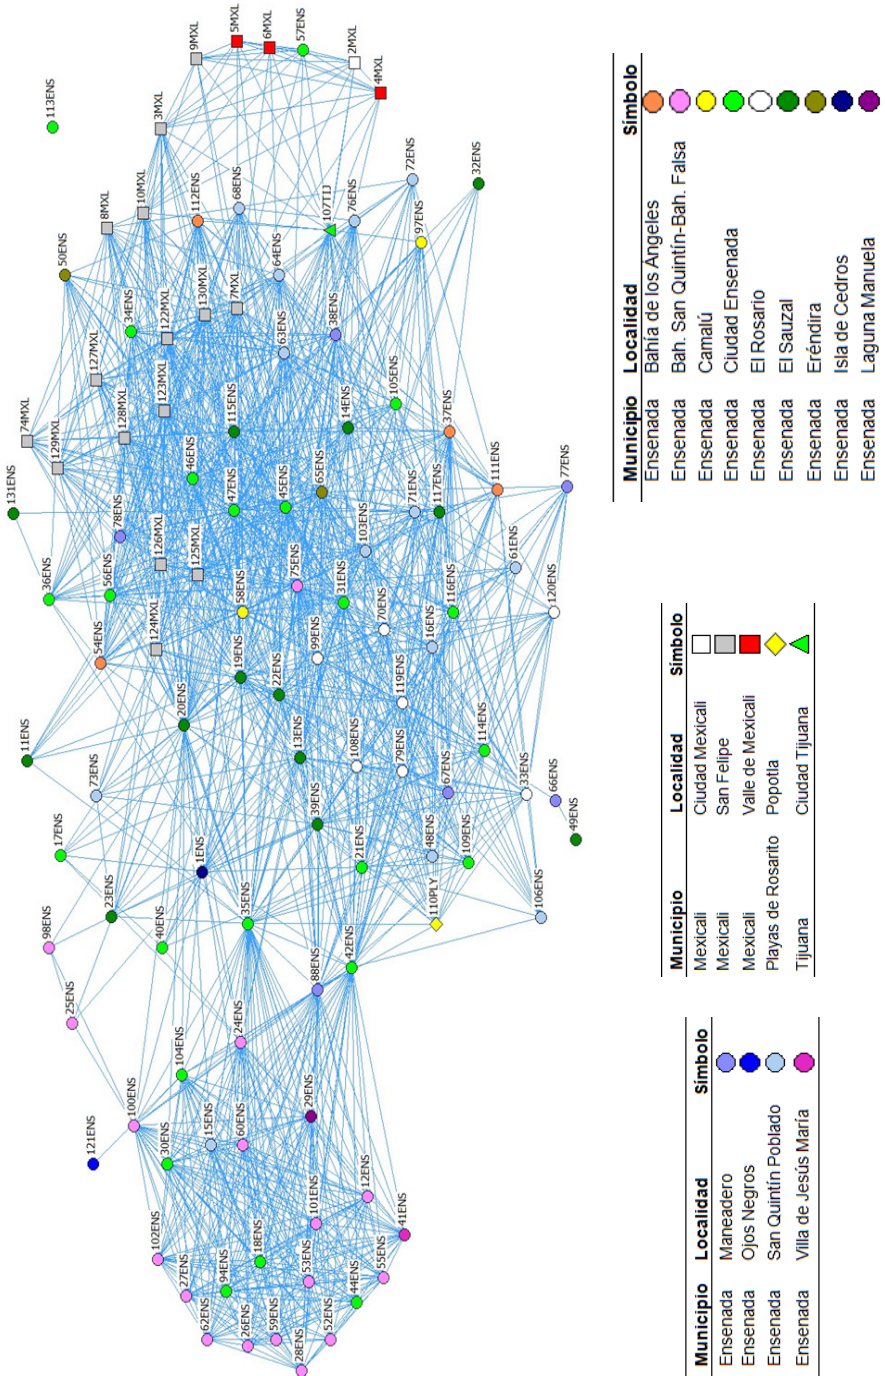 131ENS
74MXL
11ENS
36ENS
113ENS
98ENS
129MXL
17ENS
50ENS
25ENS
127MXL
121ENS
73ENS
54ENS
56ENS
78ENS
128MXL
8MXL
23ENS
34ENS
100ENS
10MXL
124MXL
126MXL
123MXL
122MXL
3MXL
102ENS
40ENS
30ENS
104ENS
20ENS
125MXL
46ENS
130MXL
112ENS
9MXL
27ENS
1ENS
62ENS
15ENS
94ENS
19ENS
58ENS
47ENS
115ENS
7MXL
68ENS
5MXL
26ENS
60ENS
24ENS
35ENS
18ENS
59ENS
22ENS
45ENS
63ENS
64ENS
6MXL
28ENS
53ENS
101ENS
29ENS
88ENS
39ENS
13ENS
99ENS
75ENS
65ENS
57ENS
52ENS
44ENS
31ENS
14ENS
38ENS
107TIJ
55ENS
12ENS
42ENS
21ENS
108ENS
70ENS
103ENS
76ENS
2MXL
41ENS
79ENS
119ENS
16ENS
71ENS
105ENS
4MXL
110PLY
48ENS
67ENS
116ENS
117ENS
37ENS
97ENS
72ENS
109ENS
114ENS
111ENS
32ENS
106ENS
33ENS
61ENS
66ENS
120ENS
77ENS
49ENS
Municipio Localidad Símbolo
Ensenada Maneadero
Ensenada Ojos Negros
Ensenada San Quintín Poblado
Ensenada Villa de Jesús María
Municipio Localidad Símbolo
Mexicali Ciudad Mexicali
Mexicali San Felipe
Mexicali Valle de Mexicali
Playas de Rosarito Popotla
Tijuana Ciudad Tijuana
Municipio Localidad Símbolo
Ensenada Bahía de los Angeles
Ensenada Bah. San Quintín-Bah. Falsa
Ensenada Camalú
Ensenada Ciudad Ensenada
Ensenada El Rosario
Ensenada El Sauzal
Ensenada Eréndira
Ensenada Isla de Cedros
Ensenada Laguna Manuela